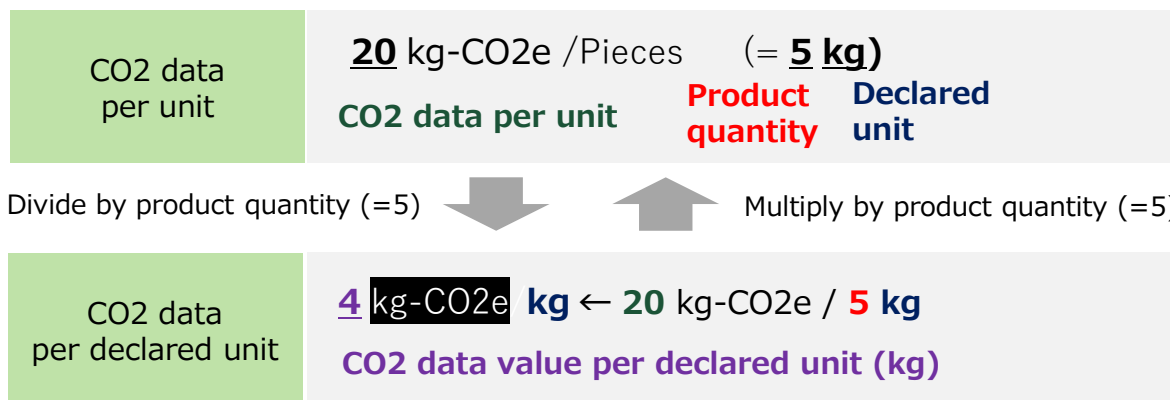 CO2 data
per unit
20 kg-CO2e /Pieces (= 5 kg)
CO2 data per unit
Product quantity
Declared unit
Divide by product quantity (=5)
Multiply by product quantity (=5)
CO2 data
per declared unit
4 kg-CO2e/kg ← 20 kg-CO2e / 5 kg
CO2 data value per declared unit (kg)